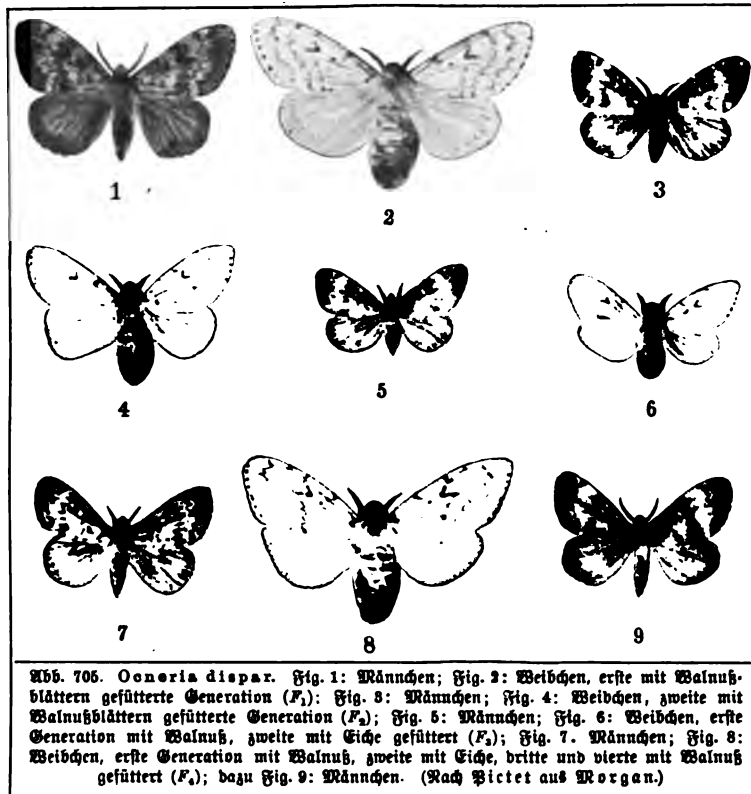 1
2
3
4
5
6
7
8
9
Abb. 705. Ocneria dispar. Fig. 1: Männchen; Fig. 2: Weibchen, erste mit Walnuß-
blättern gefütterte Generation (F₁); Fig. 3: Männchen; Fig. 4: Weibchen, zweite mit
Walnußblättern gefütterte Generation (F₂); Fig. 5: Männchen; Fig. 6: Weibchen, erste
Generation mit Walnuß, zweite mit Eiche gefüttert (F₃); Fig. 7. Männchen; Fig. 8:
Weibchen, erste Generation mit Walnuß, zweite mit Eiche, dritte und vierte mit Walnuß
gefüttert (F₄); dazu Fig. 9: Männchen. (Nach Pictet aus Morgan.)